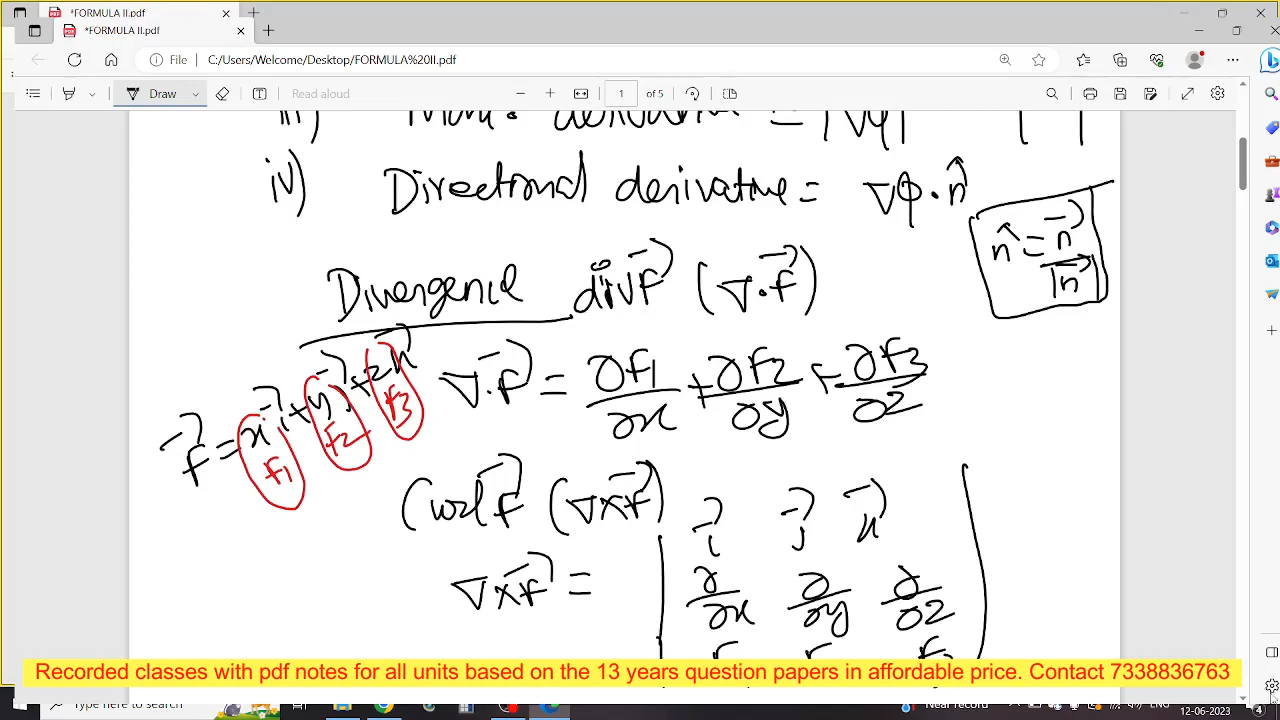 *FORMULA II.pdf
*FORMULA II.pdf
File C:/Users/Welcome/Desktop/FORMULA%20II.pdf
Draw Read aloud 1 of 5
iii) derivative = |∇φ|
iv) Directional derivative = ∇φ·n̂
n̂ = n⃗/|n⃗|
Divergence div F⃗ (∇·F⃗)
F⃗ = xi⃗ + yj⃗ + zk⃗
F1 F2 F3
∇·F⃗ = ∂F1/∂x + ∂F2/∂y + ∂F3/∂z
Curl F⃗ (∇×F⃗)
∇×F⃗ = | i⃗ j⃗ k⃗ |
∂/∂x ∂/∂y ∂/∂z
Recorded classes with pdf notes for all units based on the 13 years question papers in affordable price. Contact 7338836763
Type here to search
12-06-2023